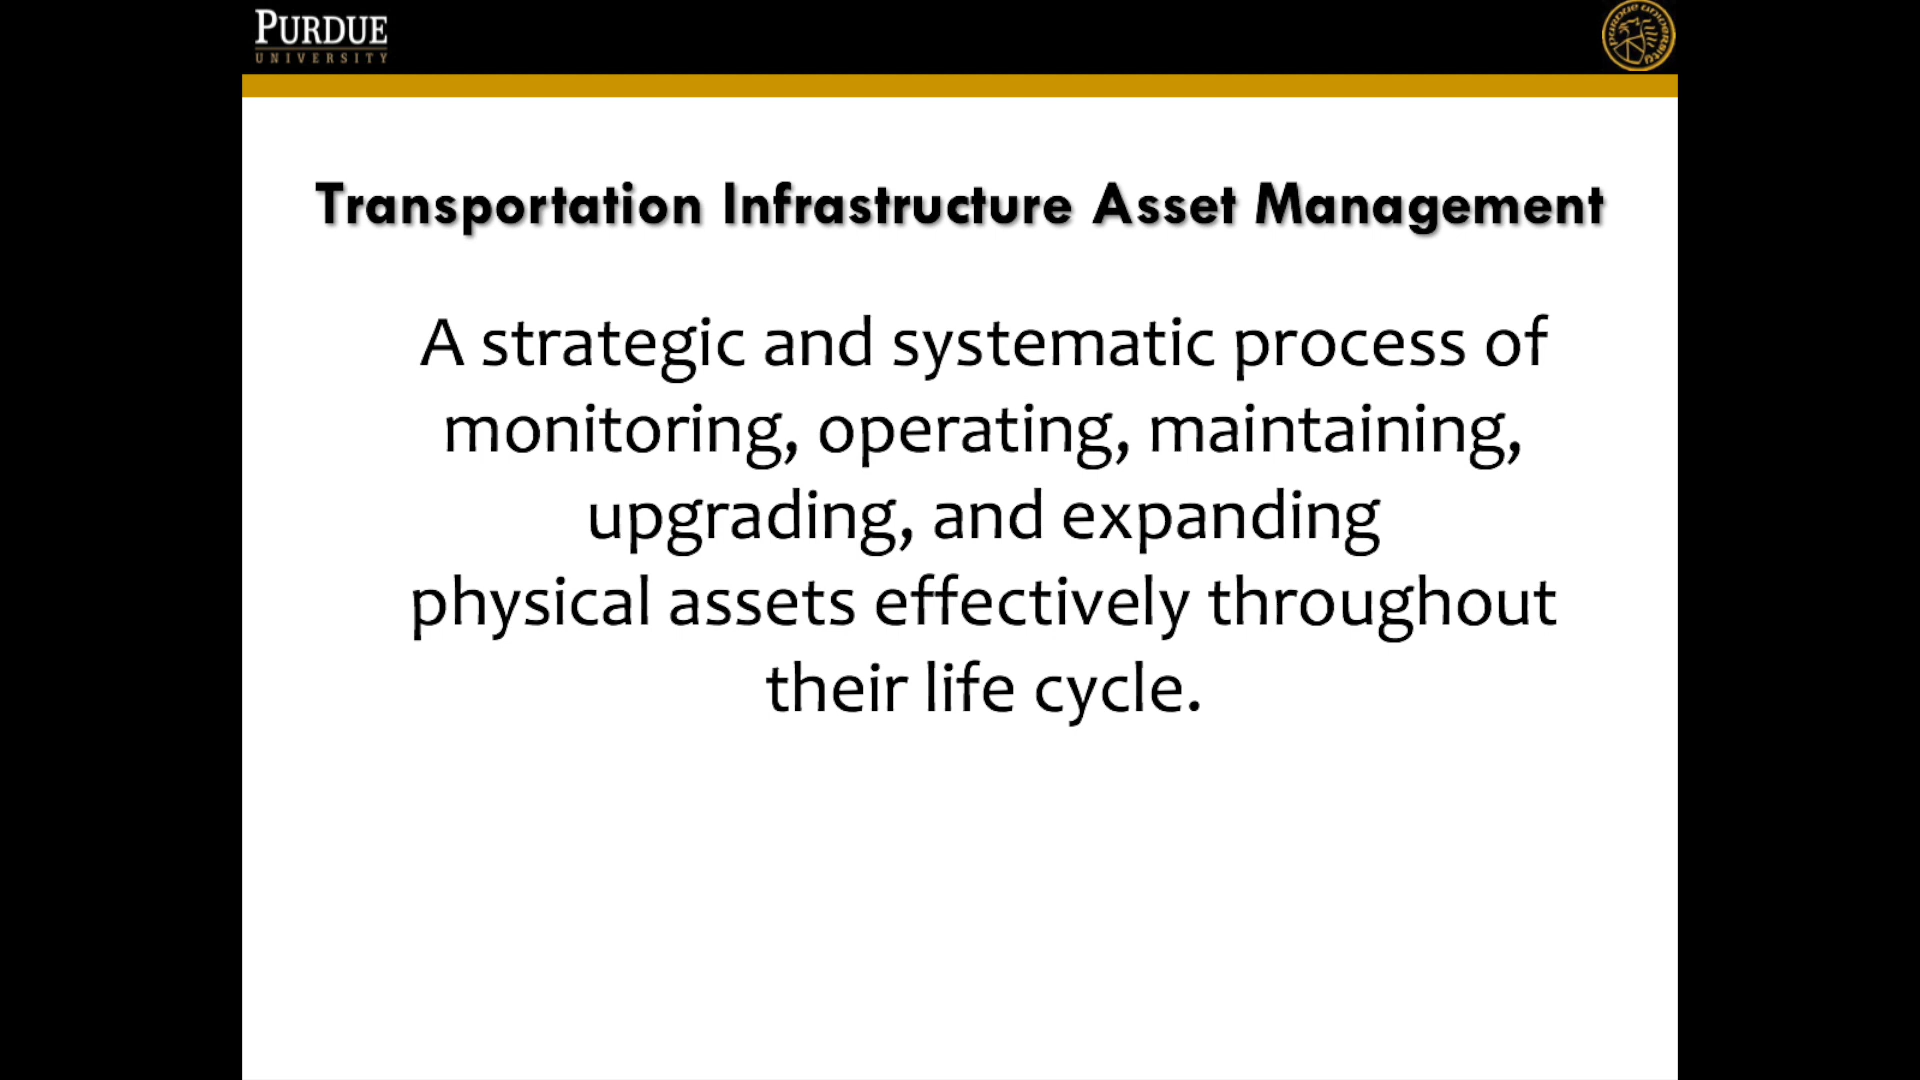 PURDUE
UNIVERSITY
Transportation Infrastructure Asset Management
A strategic and systematic process of
monitoring, operating, maintaining,
upgrading, and expanding
physical assets effectively throughout
their life cycle.